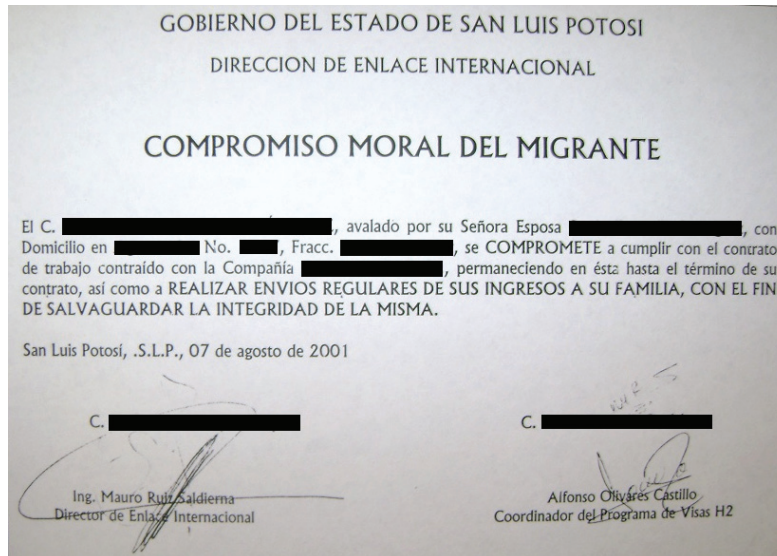 GOBIERNO DEL ESTADO DE SAN LUIS POTOSI
DIRECCION DE ENLACE INTERNACIONAL
COMPROMISO MORAL DEL MIGRANTE
El C. , avalado por su Señora Esposa , con
Domicilio en No. , Fracc. , se COMPROMETE a cumplir con el contrato
de trabajo contraído con la Compañía , permaneciendo en ésta hasta el término de su
contrato, así como a REALIZAR ENVIOS REGULARES DE SUS INGRESOS A SU FAMILIA, CON EL FIN
DE SALVAGUARDAR LA INTEGRIDAD DE LA MISMA.
San Luis Potosí, .S.L.P., 07 de agosto de 2001
C.
C.
Ing. Mauro Ruiz Saldierna
Director de Enlace Internacional
Alfonso Olivares Castillo
Coordinador del Programa de Visas H2